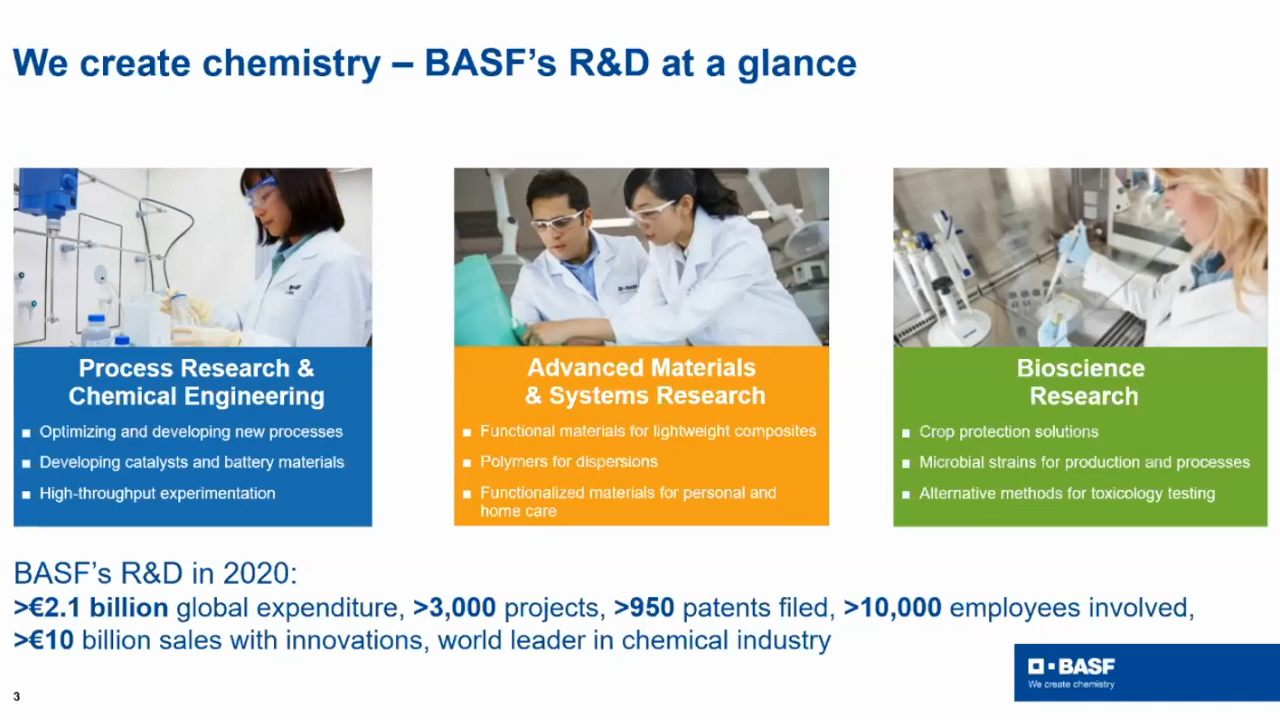 We create chemistry – BASF’s R&D at a glance
Process Research &
Chemical Engineering
■ Optimizing and developing new processes
■ Developing catalysts and battery materials
■ High-throughput experimentation
Advanced Materials
& Systems Research
■ Functional materials for lightweight composites
■ Polymers for dispersions
■ Functionalized materials for personal and
home care
Bioscience
Research
■ Crop protection solutions
■ Microbial strains for production and processes
■ Alternative methods for toxicology testing
BASF’s R&D in 2020:
>€2.1 billion global expenditure, >3,000 projects, >950 patents filed, >10,000 employees involved,
>€10 billion sales with innovations, world leader in chemical industry
BASF
We create chemistry
3